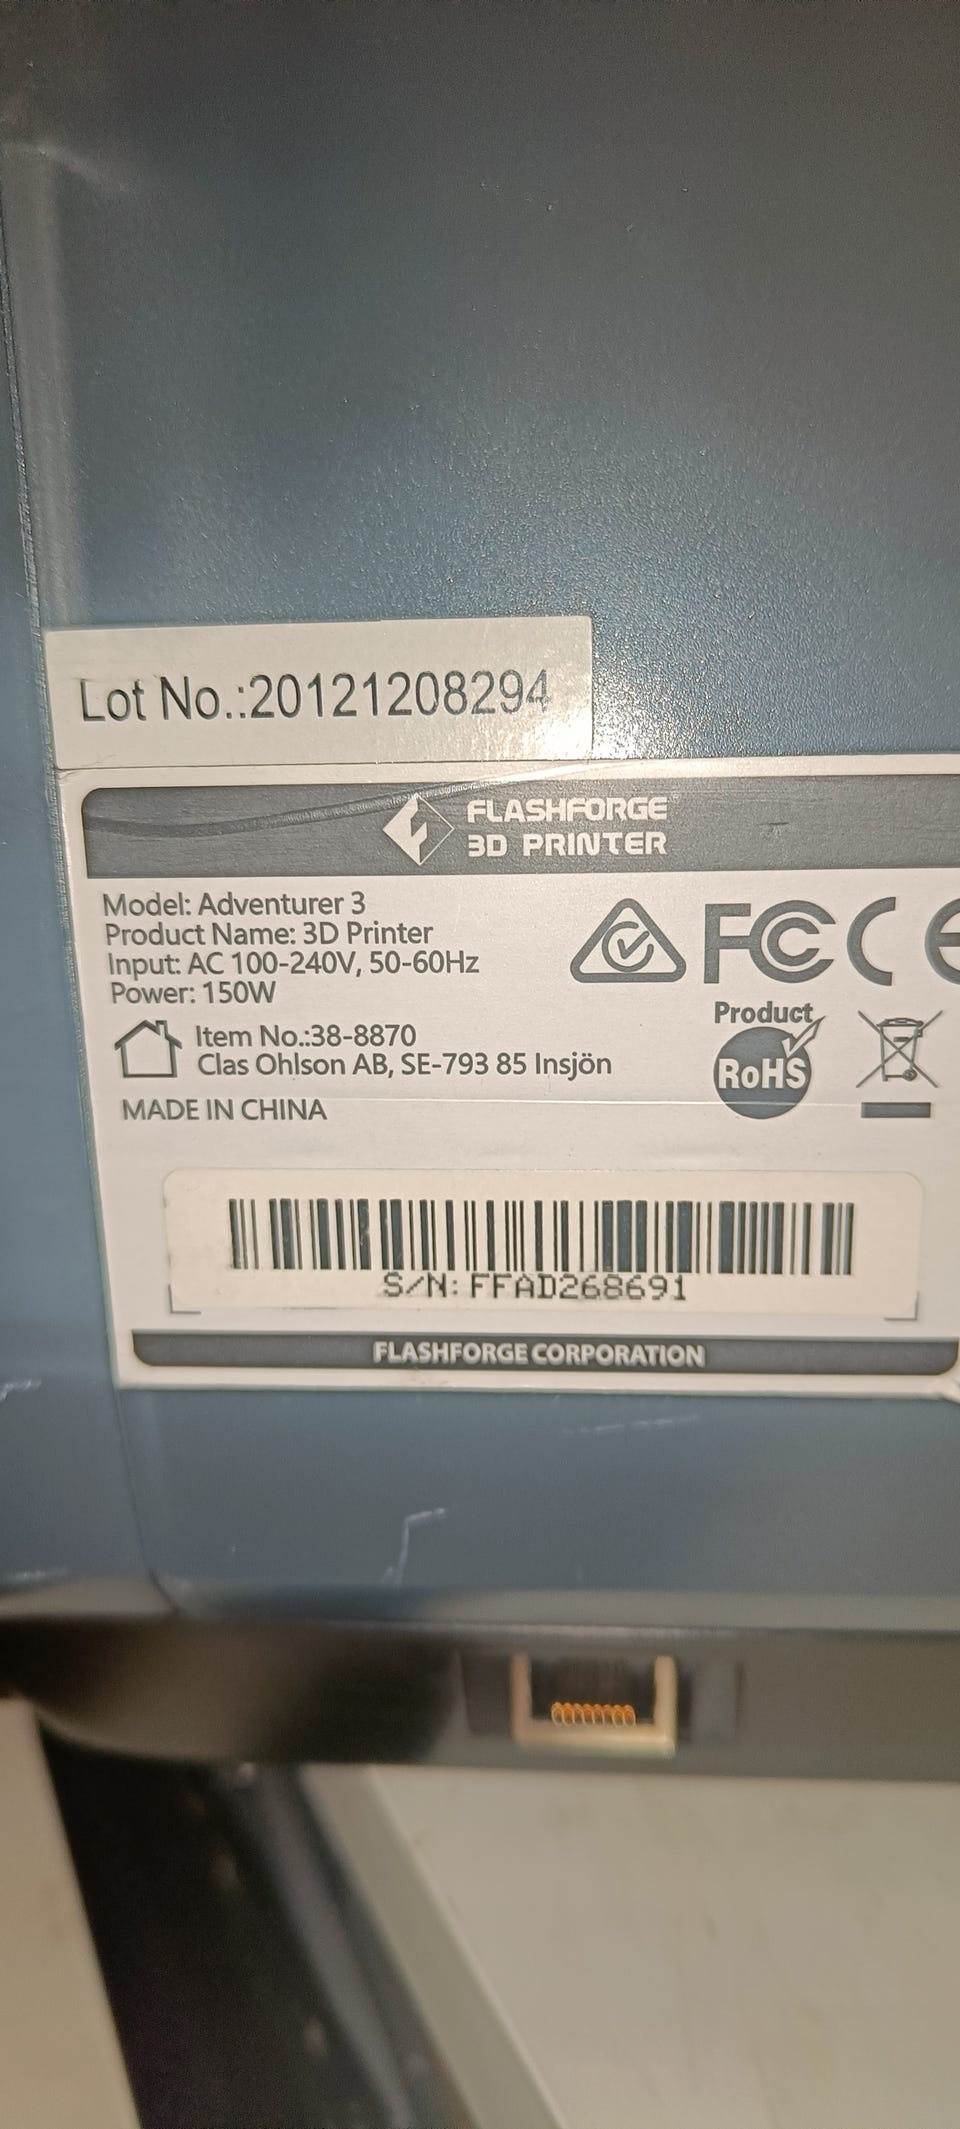 Lot No.:20121208294
FLASHFORGE
3D PRINTER
Model: Adventurer 3
Product Name: 3D Printer
Input: AC 100-240V, 50-60Hz
Power: 150W
FC CE
Product
RoHS
Item No.:38-8870
Clas Ohlson AB, SE-793 85 Insjön
MADE IN CHINA
S/N: FFAD268691
FLASHFORGE CORPORATION